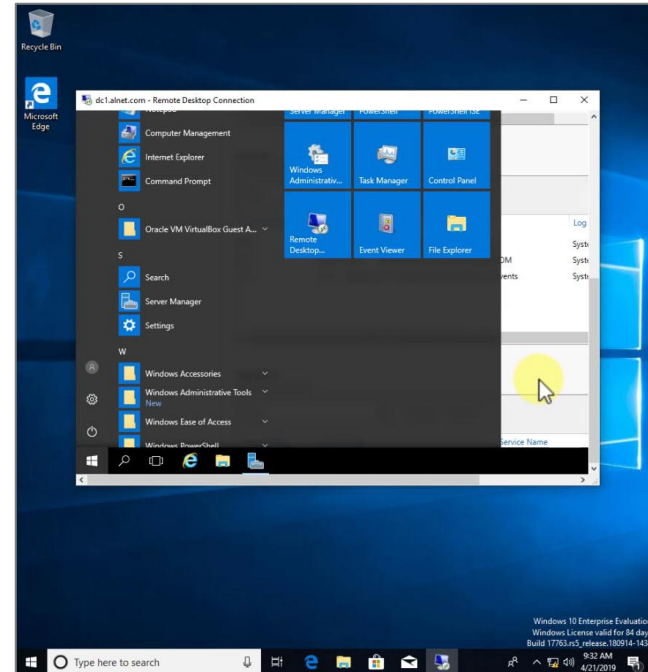 Recycle Bin
Microsoft
Edge
dc1.alnet.com - Remote Desktop Connection
Notepad
Server Manager
PowerShell
PowerShell ISE
Computer Management
Internet Explorer
Command Prompt
Windows
Administrativ...
Task Manager
Control Panel
O
Oracle VM VirtualBox Guest A...
Remote
Desktop...
Event Viewer
File Explorer
Log
Syste
S
OM
Syste
Search
vents
Syste
Server Manager
Settings
W
Windows Accessories
Windows Administrative Tools
New
Windows Ease of Access
Windows PowerShell
Service Name
Windows 10 Enterprise Evaluatio
Windows License valid for 84 day
Build 17763.rs5_release.180914-143
Type here to search
9:32 AM
4/21/2019